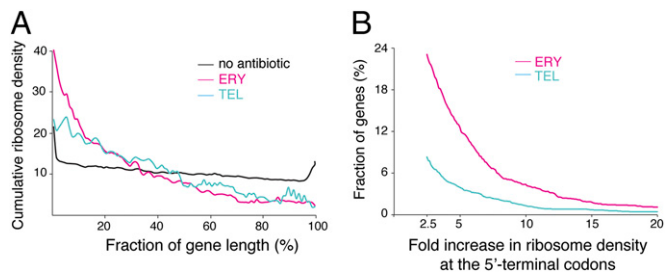 A
Cumulative ribosome density
40
30
20
10
no antibiotic
ERY
TEL
20 40 60 80 100
Fraction of gene length (%)
B
Fraction of genes (%)
24
18
12
6
0
ERY
TEL
2.5 5 10 15 20
Fold increase in ribosome density
at the 5'-terminal codons